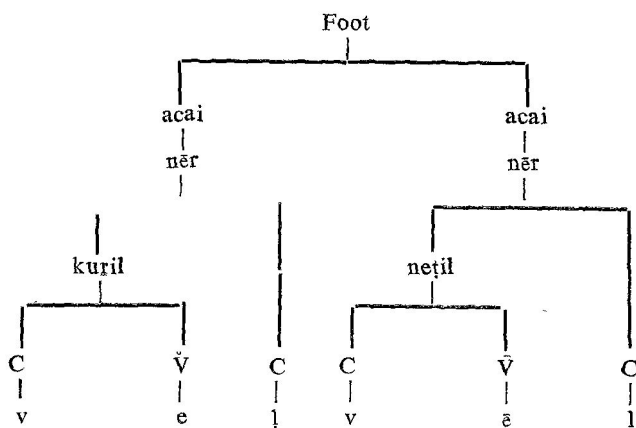 Foot
acai acai
nēr nēr
kuṟil neṭil
C V̆ C C V̄ C
v e ḷ v ē l